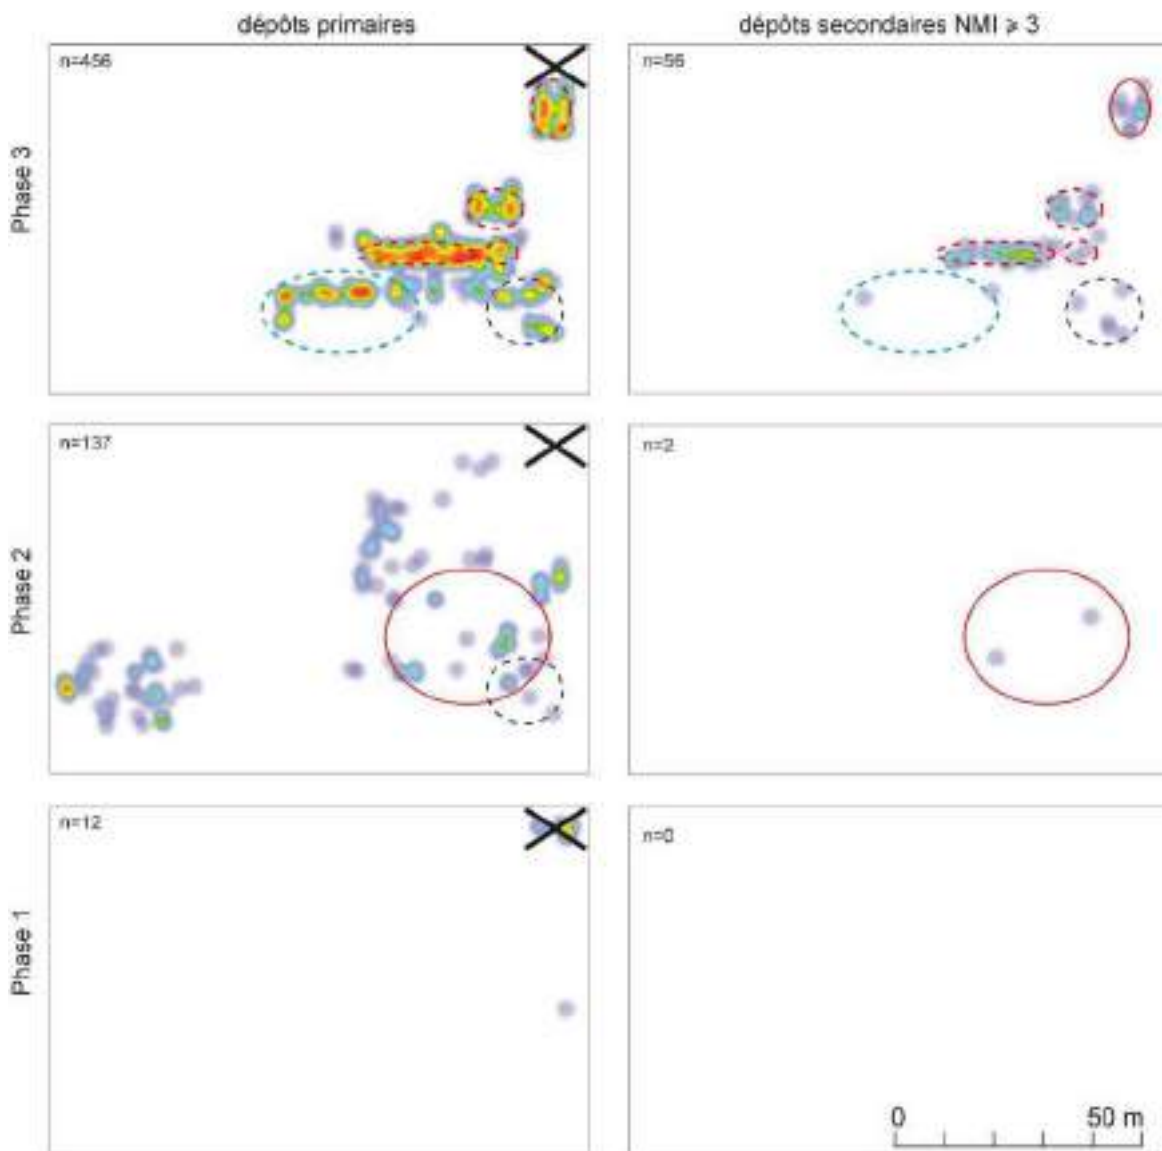 dépôts primaires
dépôts secondaires NMI ≥ 3
Phase 3
n=456
n=56
Phase 2
n=137
n=2
Phase 1
n=12
n=0
0 50 m